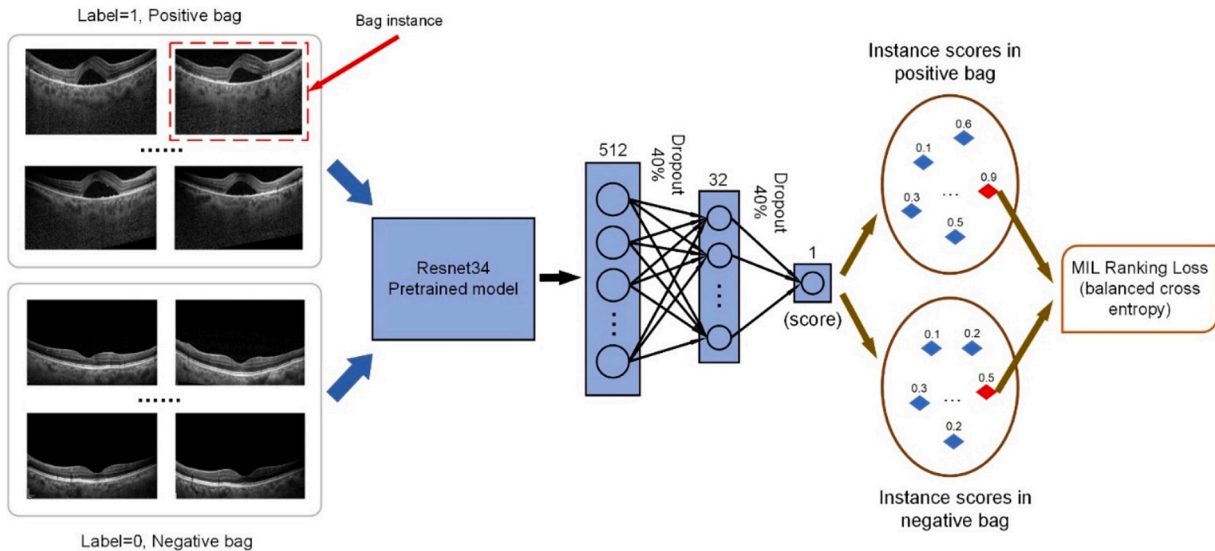 Label=1, Positive bag
Bag instance
Resnet34
Pretrained model
512
Dropout
40%
32
Dropout
40%
1
(score)
Instance scores in
positive bag
0.6
0.1
0.9
0.3
...
0.5
MIL Ranking Loss
(balanced cross
entropy)
0.1
0.2
0.5
0.3
...
0.2
Instance scores in
negative bag
Label=0, Negative bag